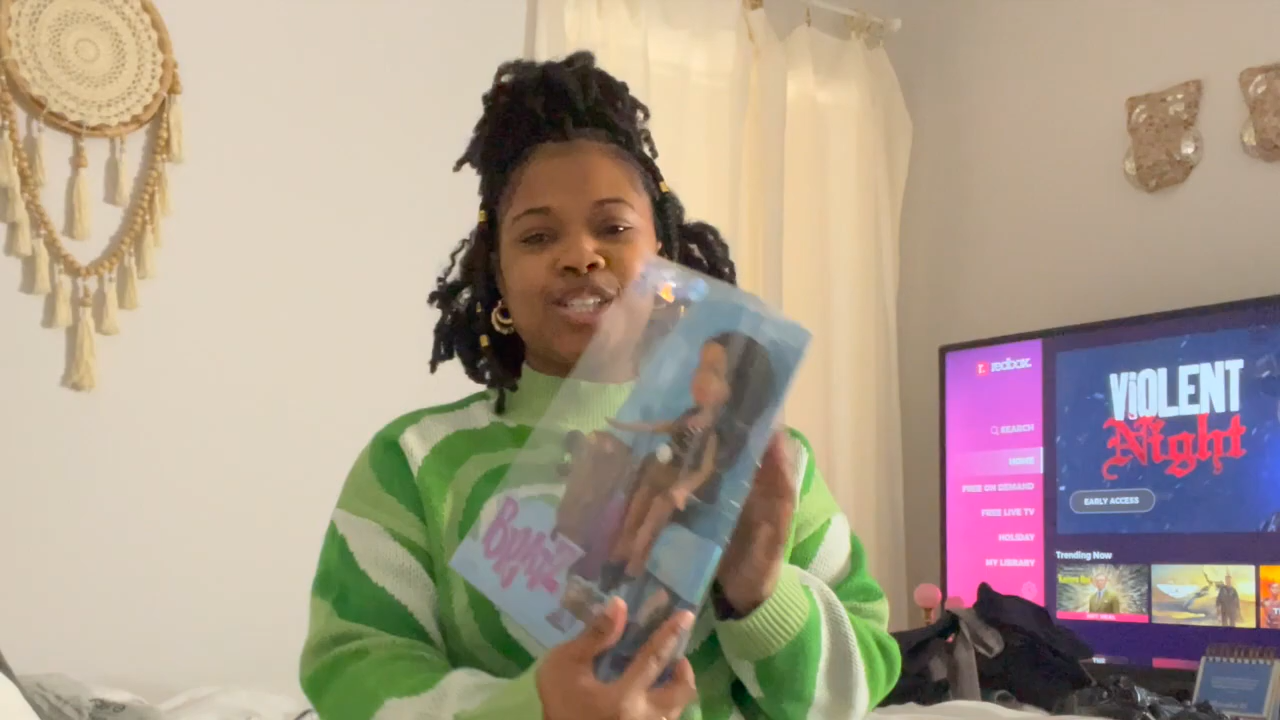 BRATZ
redbox.
SEARCH
HOME
FREE ON DEMAND
FREE LIVE TV
HOLIDAY
MY LIBRARY
VIOLENT
Night
EARLY ACCESS
Trending Now
THE